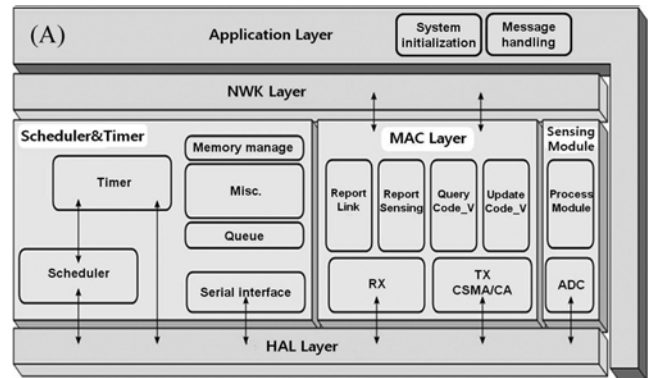 (A)
Application Layer
System
initialization
Message
handling
NWK Layer
Scheduler&Timer
Timer
Scheduler
Memory manage
Misc.
Queue
Serial interface
MAC Layer
Report
Link
Report
Sensing
Query
Code_V
Update
Code_V
RX
TX
CSMA/CA
Sensing
Module
Process
Module
ADC
HAL Layer